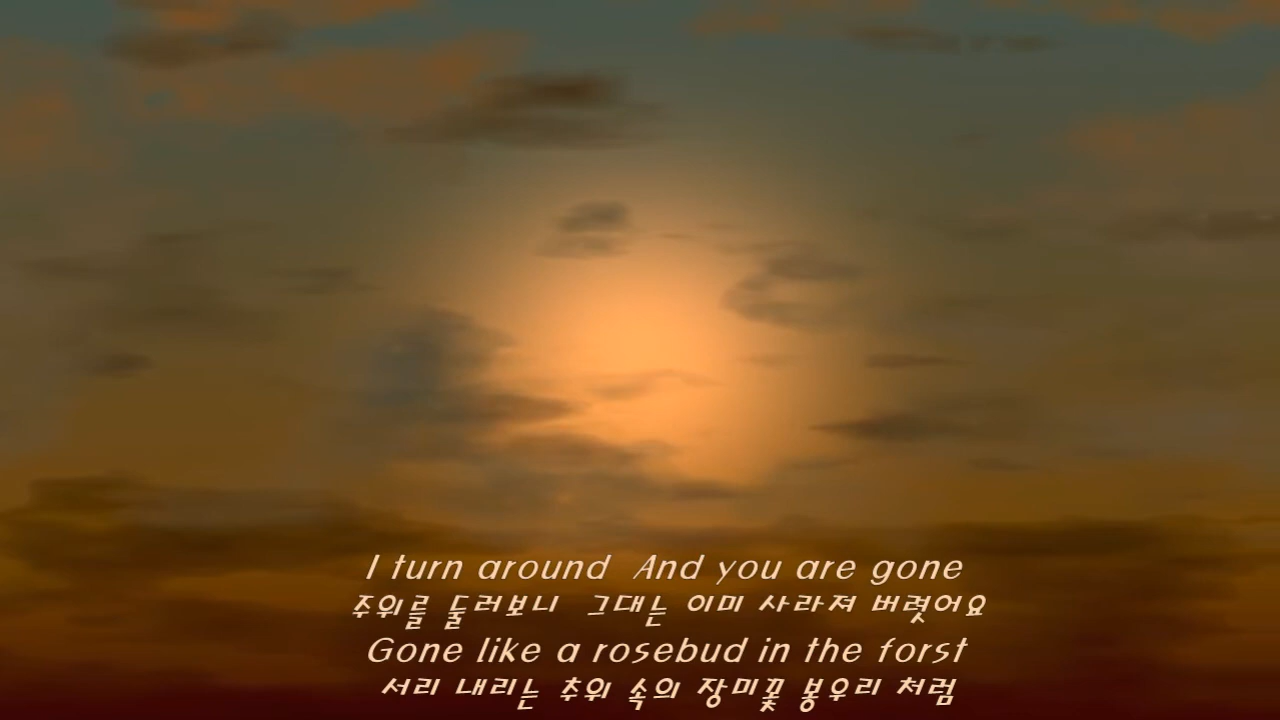 I turn around And you are gone
주위를 둘러보니 그대는 이미 사라져 버렷어요
Gone like a rosebud in the forst
서리 내리는 추위 속의 장미꽃 봉우리 처럼